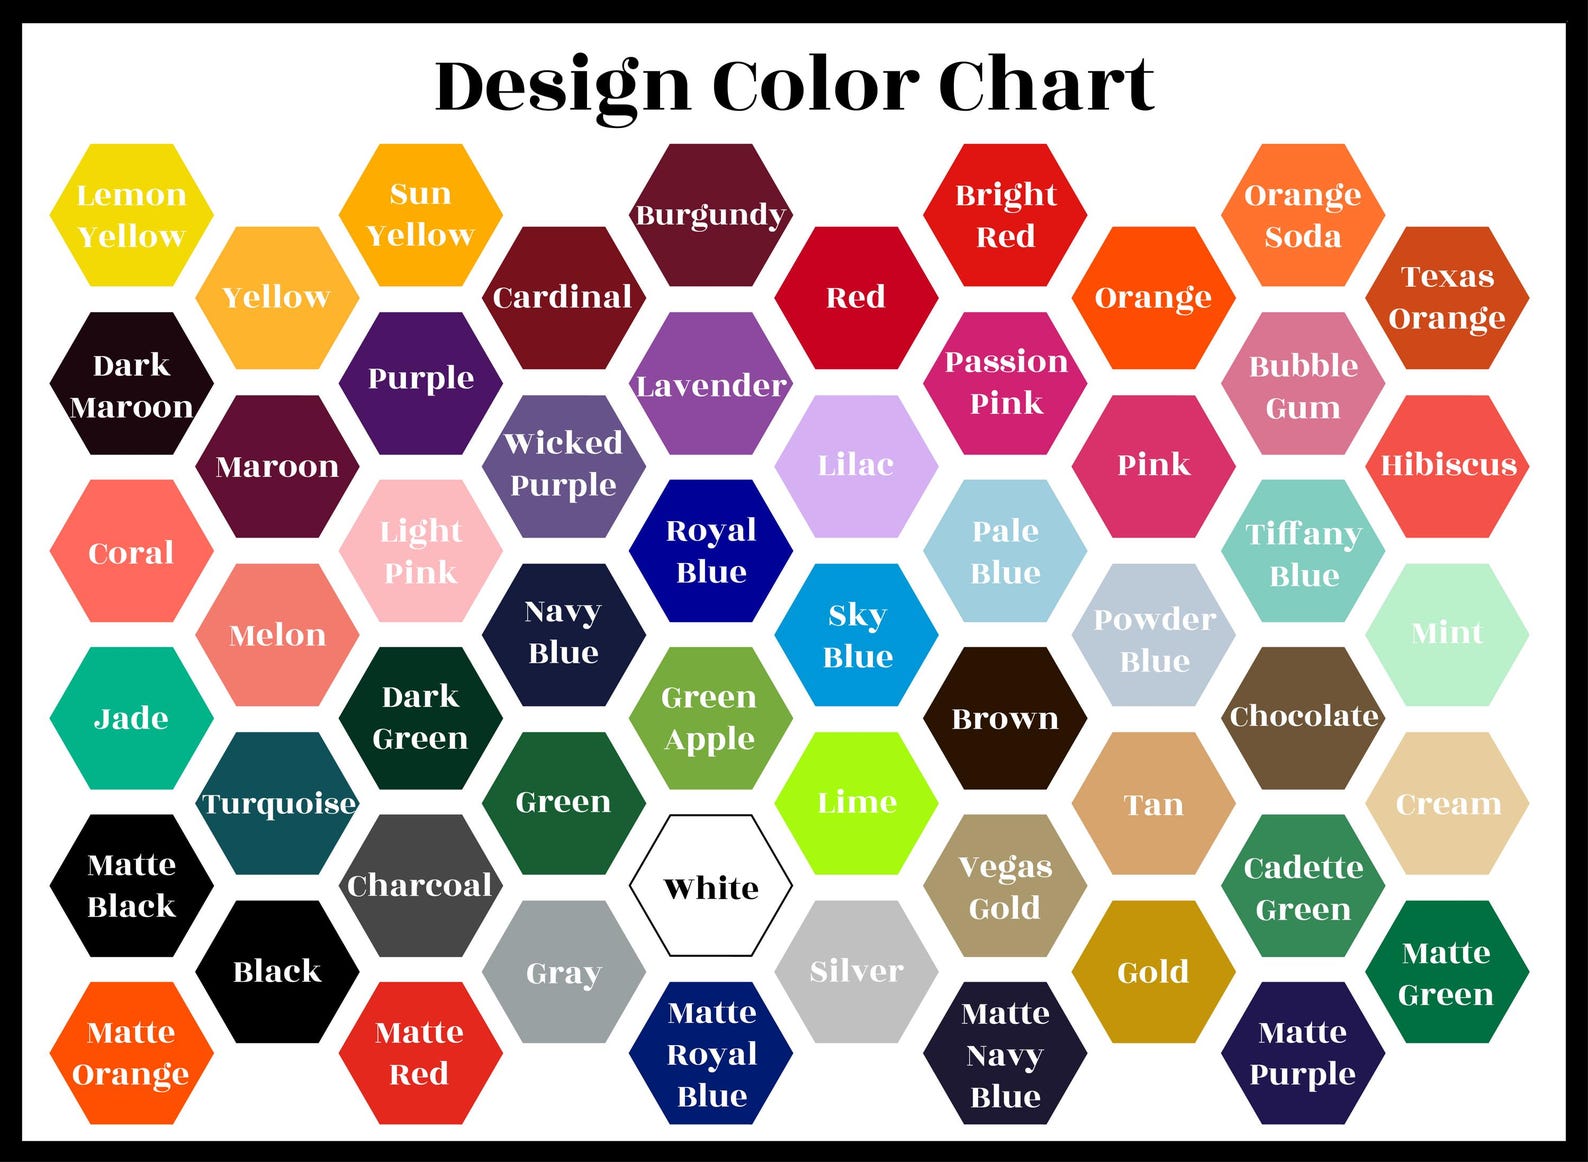 Design Color Chart
Lemon
Yellow
Sun
Yellow
Burgundy
Bright
Red
Orange
Soda
Yellow
Cardinal
Red
Orange
Texas
Orange
Dark
Maroon
Purple
Lavender
Passion
Pink
Bubble
Gum
Maroon
Wicked
Purple
Lilac
Pink
Hibiscus
Coral
Light
Pink
Royal
Blue
Pale
Blue
Tiffany
Blue
Melon
Navy
Blue
Sky
Blue
Powder
Blue
Mint
Jade
Dark
Green
Green
Apple
Brown
Chocolate
Turquoise
Green
Lime
Tan
Cream
Matte
Black
Charcoal
White
Vegas
Gold
Cadette
Green
Black
Gray
Silver
Gold
Matte
Green
Matte
Orange
Matte
Red
Matte
Royal
Blue
Matte
Navy
Blue
Matte
Purple